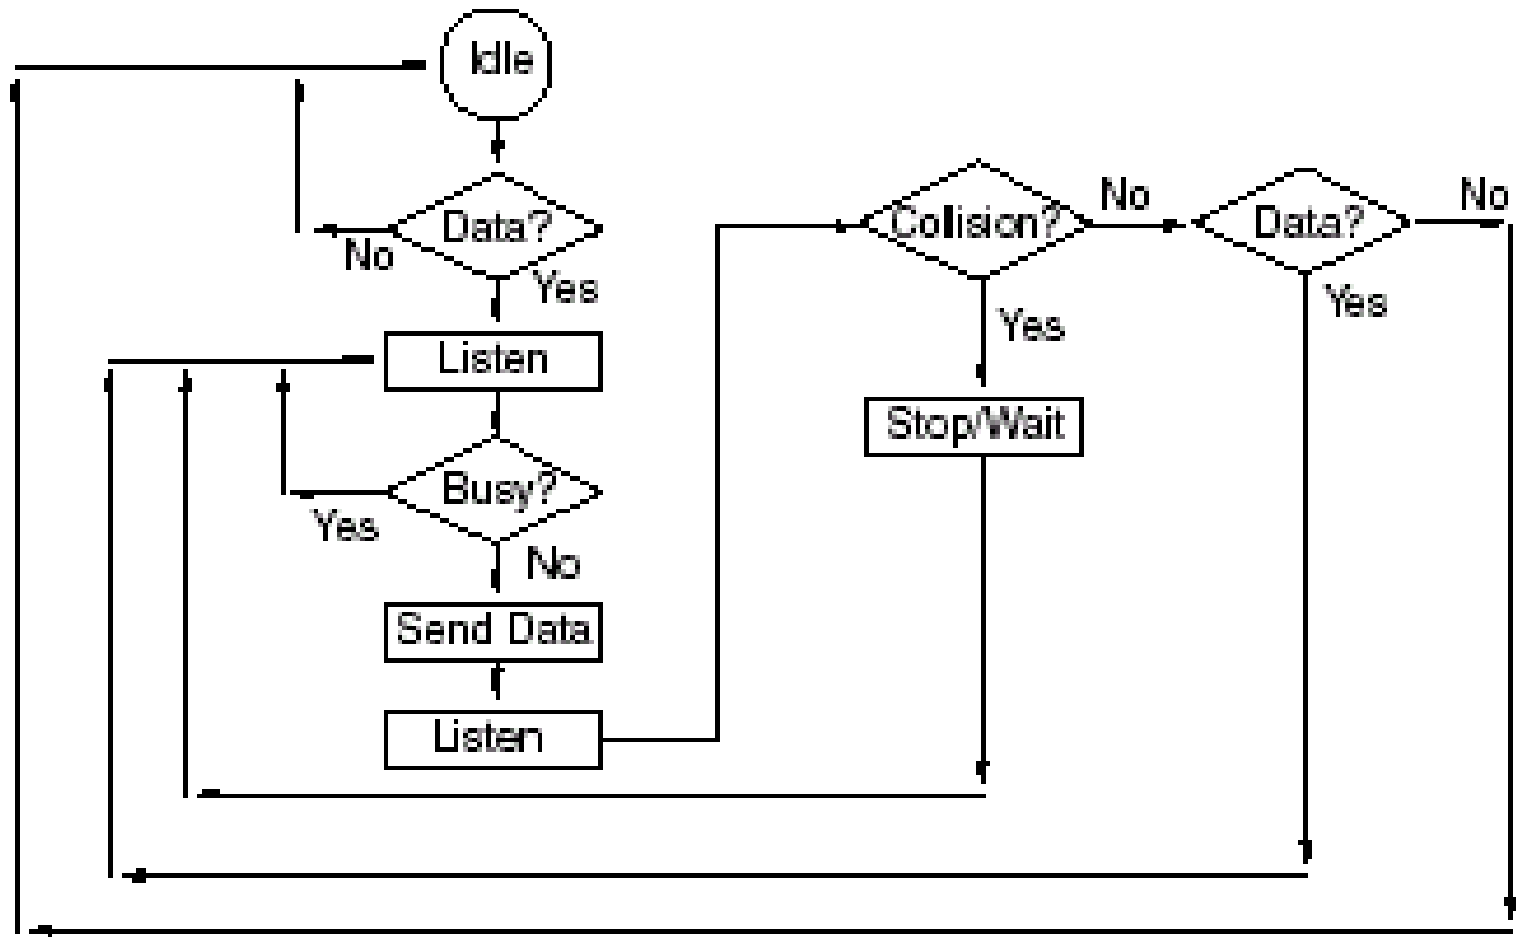 Idle
Data?
No
Yes
Listen
Busy?
Yes
No
Send Data
Listen
Collision?
No
Yes
Stop/Wait
Data?
No
Yes